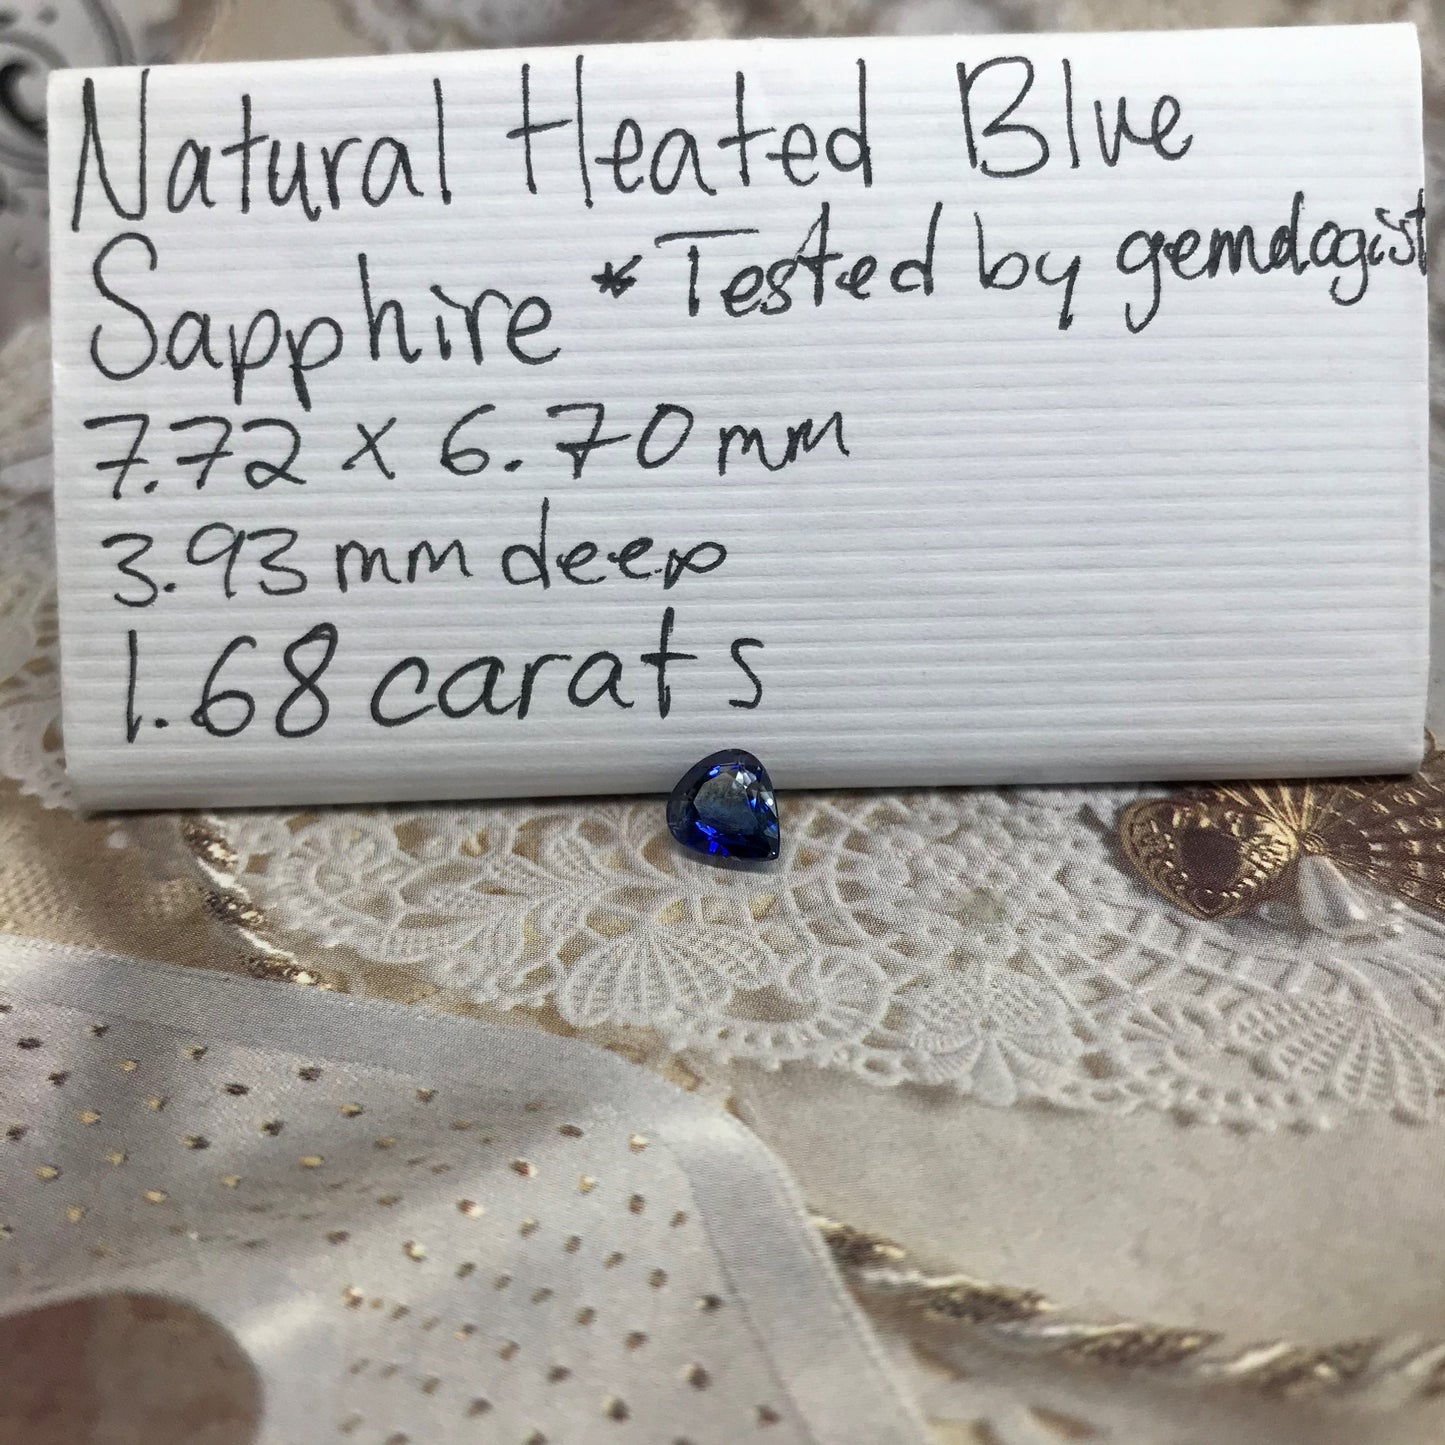 Natural Heated Blue
Sapphire * Tested by gemologist
7.72 x 6.70 mm
3.93 mm deep
1.68 carats